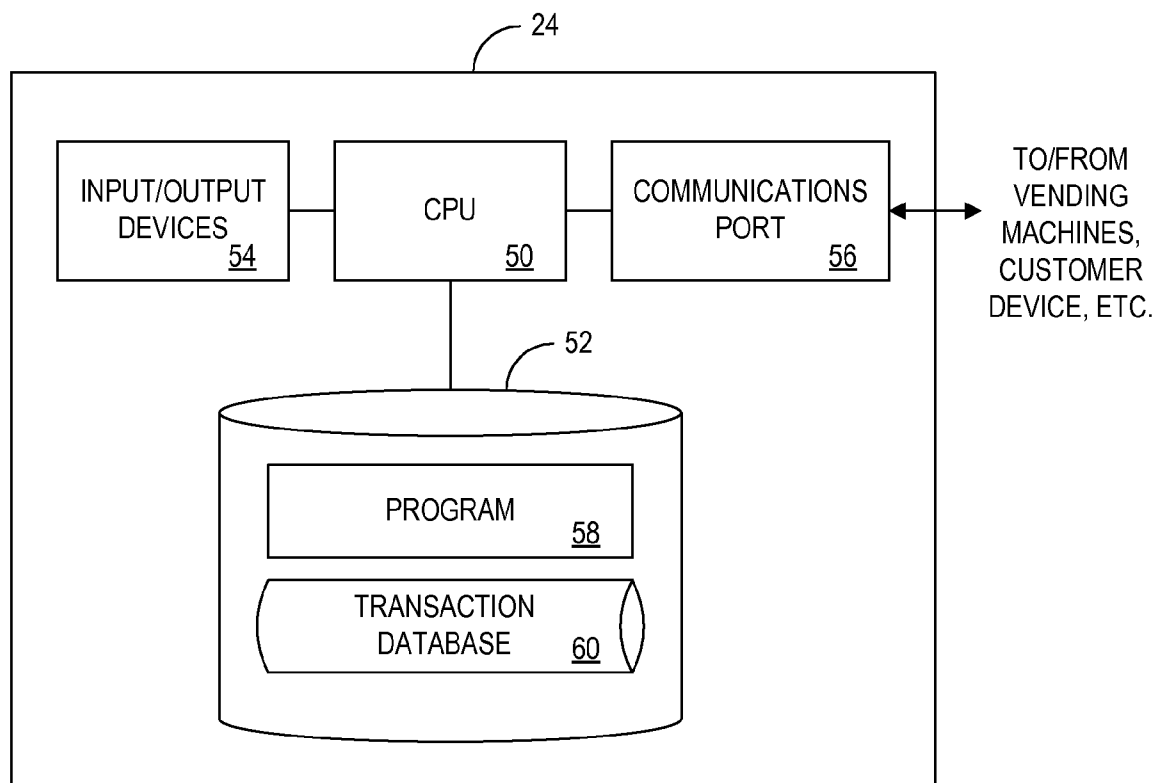 24
INPUT/OUTPUT
DEVICES
54
CPU
50
COMMUNICATIONS
PORT
56
TO/FROM
VENDING
MACHINES,
CUSTOMER
DEVICE, ETC.
52
PROGRAM
58
TRANSACTION
DATABASE
60